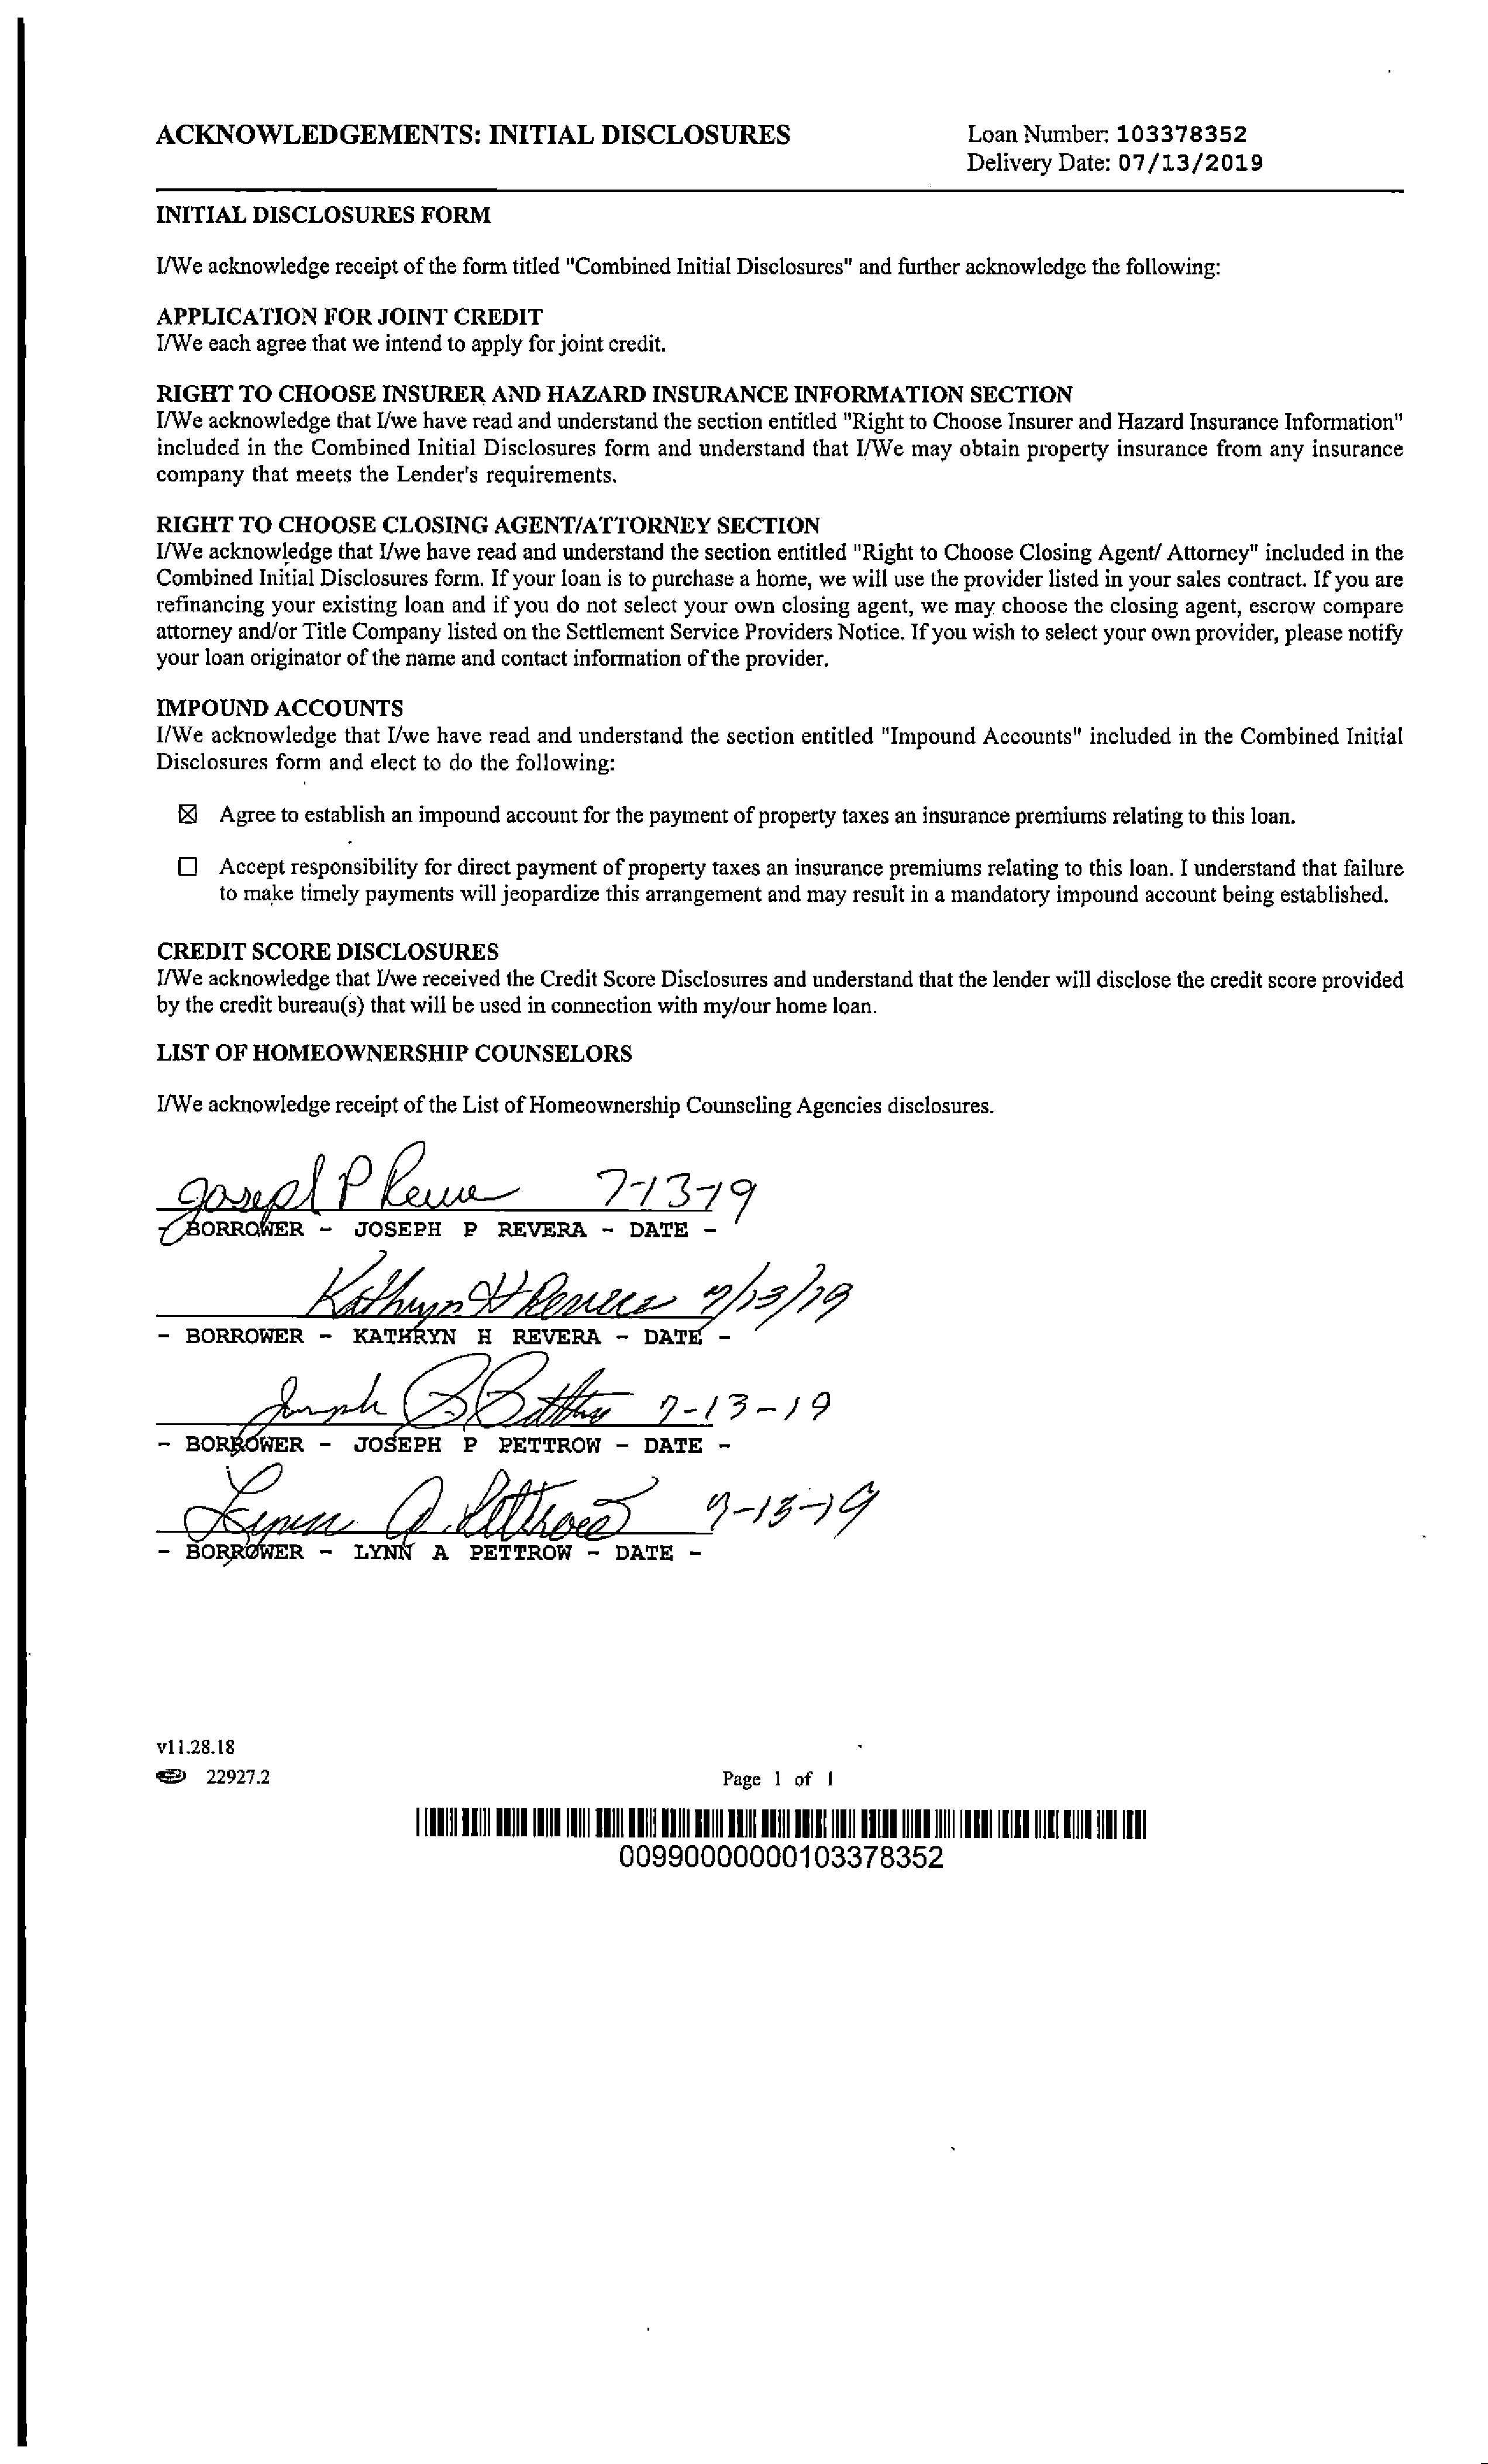 ACKNOWLEDGEMENTS: INITIAL DISCLOSURES
Loan Number: 103378352
Delivery Date: 07/13/2019
INITIAL DISCLOSURES FORM
I/We acknowledge receipt of the form titled "Combined Initial Disclosures" and further acknowledge the following:
APPLICATION FOR JOINT CREDIT
I/We each agree that we intend to apply for joint credit.
RIGHT TO CHOOSE INSURER AND HAZARD INSURANCE INFORMATION SECTION
I/We acknowledge that I/we have read and understand the section entitled "Right to Choose Insurer and Hazard Insurance Information"
included in the Combined Initial Disclosures form and understand that I/We may obtain property insurance from any insurance
company that meets the Lender's requirements.
RIGHT TO CHOOSE CLOSING AGENT/ATTORNEY SECTION
I/We acknowledge that I/we have read and understand the section entitled "Right to Choose Closing Agent/ Attorney" included in the
Combined Initial Disclosures form. If your loan is to purchase a home, we will use the provider listed in your sales contract. If you are
refinancing your existing loan and if you do not select your own closing agent, we may choose the closing agent, escrow compare
attorney and/or Title Company listed on the Settlement Service Providers Notice. If you wish to select your own provider, please notify
your loan originator of the name and contact information of the provider.
IMPOUND ACCOUNTS
I/We acknowledge that I/we have read and understand the section entitled "Impound Accounts" included in the Combined Initial
Disclosures form and elect to do the following:
☒ Agree to establish an impound account for the payment of property taxes an insurance premiums relating to this loan.
☐ Accept responsibility for direct payment of property taxes an insurance premiums relating to this loan. I understand that failure
to make timely payments will jeopardize this arrangement and may result in a mandatory impound account being established.
CREDIT SCORE DISCLOSURES
I/We acknowledge that I/we received the Credit Score Disclosures and understand that the lender will disclose the credit score provided
by the credit bureau(s) that will be used in connection with my/our home loan.
LIST OF HOMEOWNERSHIP COUNSELORS
I/We acknowledge receipt of the List of Homeownership Counseling Agencies disclosures.
Joseph P Revera 7-13-19
- BORROWER - JOSEPH P REVERA - DATE -
Kathryn H Revera 7/13/19
- BORROWER - KATHRYN H REVERA - DATE -
Joseph P Pettrow 7-13-19
- BORROWER - JOSEPH P PETTROW - DATE -
Lynn A. Pettrow 7-13-19
- BORROWER - LYNN A PETTROW - DATE -
v11.28.18
22927.2
Page 1 of 1
00990000000103378352